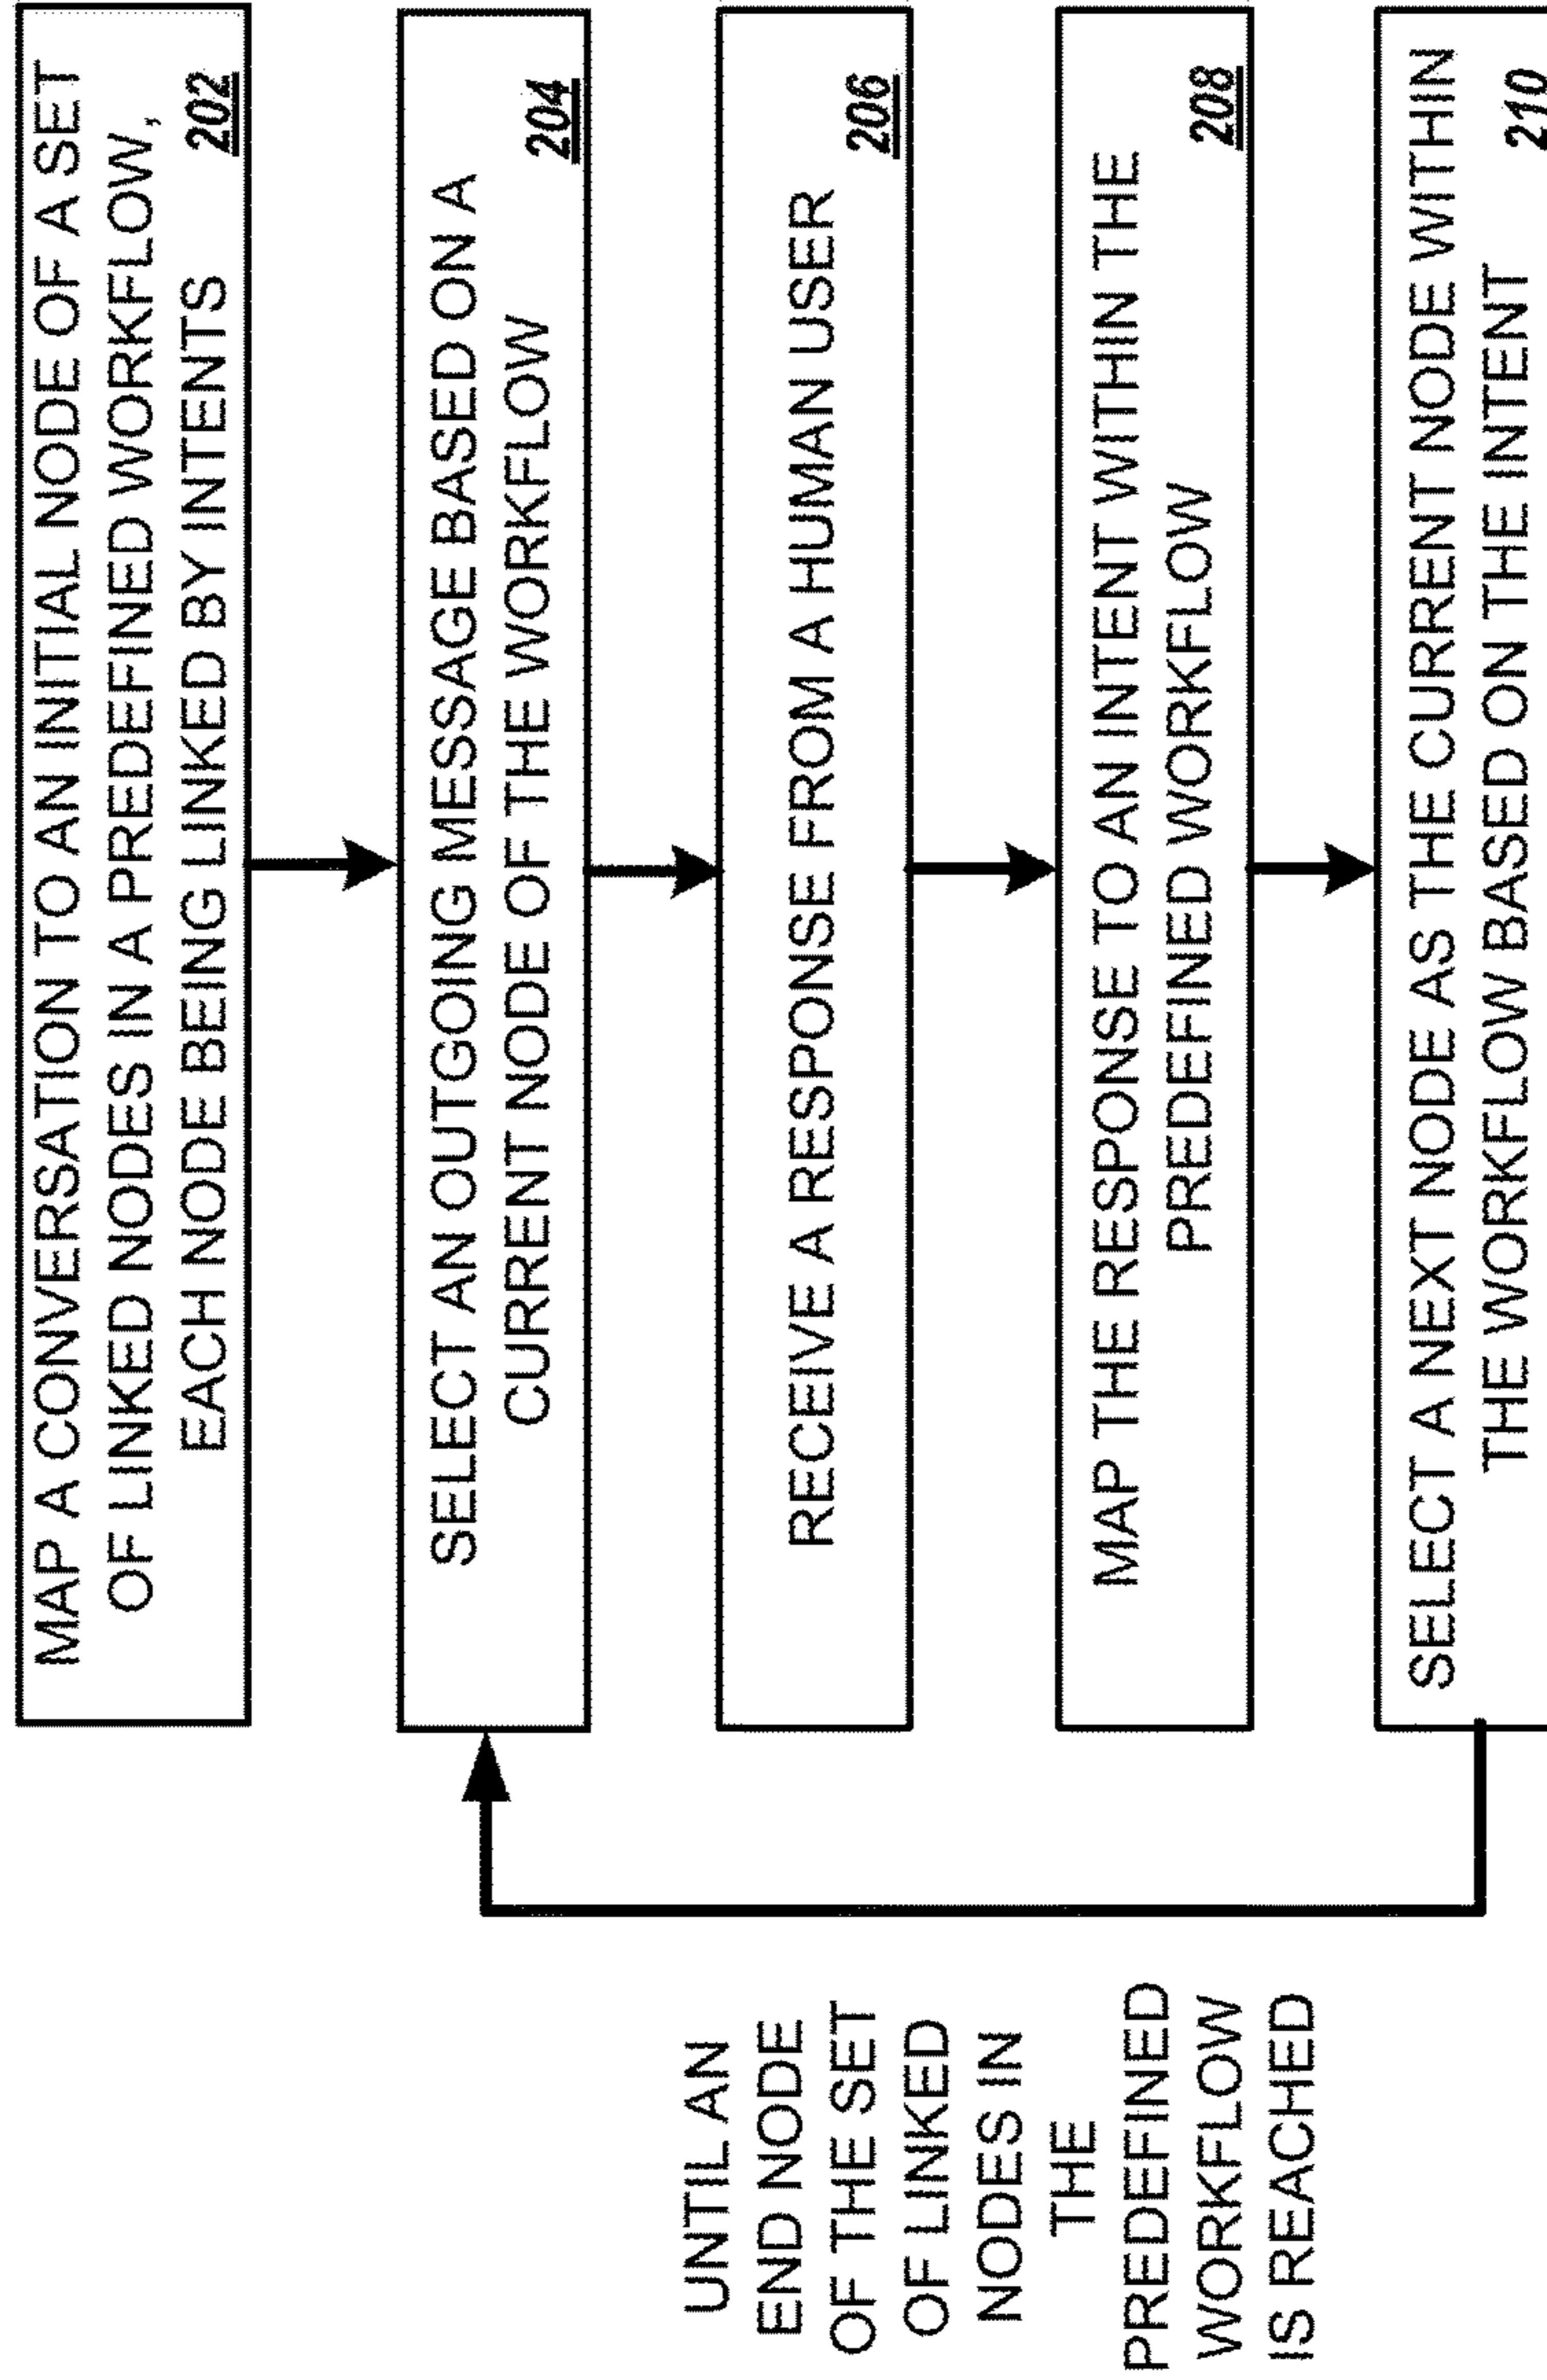 MAP A CONVERSATION TO AN INITIAL NODE OF A SET
OF LINKED NODES IN A PREDEFINED WORKFLOW,
EACH NODE BEING LINKED BY INTENTS
202
SELECT AN OUTGOING MESSAGE BASED ON A
CURRENT NODE OF THE WORKFLOW
204
RECEIVE A RESPONSE FROM A HUMAN USER
206
MAP THE RESPONSE TO AN INTENT WITHIN THE
PREDEFINED WORKFLOW
208
SELECT A NEXT NODE AS THE CURRENT NODE WITHIN
THE WORKFLOW BASED ON THE INTENT
210
UNTIL AN
END NODE
OF THE SET
OF LINKED
NODES IN
THE
PREDEFINED
WORKFLOW
IS REACHED